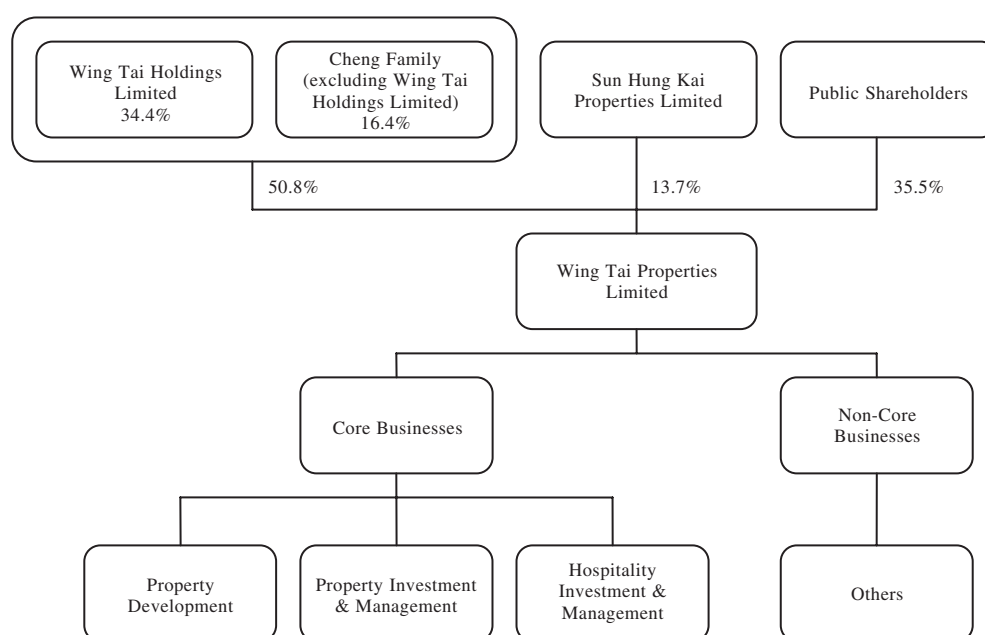 Wing Tai Holdings
Limited
34.4%
Cheng Family
(excluding Wing Tai
Holdings Limited)
16.4%
Sun Hung Kai
Properties Limited
Public Shareholders
50.8%
13.7%
35.5%
Wing Tai Properties
Limited
Core Businesses
Non-Core
Businesses
Property
Development
Property Investment
& Management
Hospitality
Investment &
Management
Others